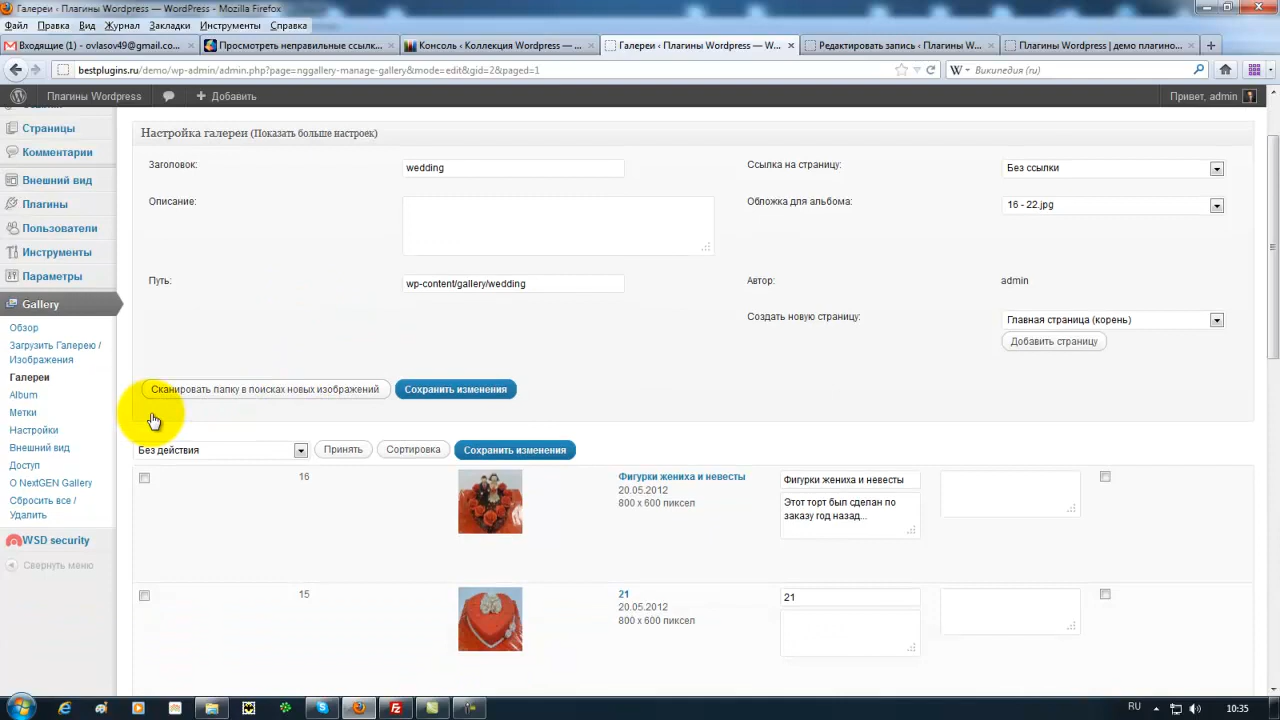 Галереи ‹ Плагины Wordpress — WordPress - Mozilla Firefox
Файл Правка Вид Журнал Закладки Инструменты Справка
Входящие (1) - ovlasov49@gmail.co... × Просмотреть неправильные ссылк... × Консоль ‹ Коллекция Wordpress — ... × Галереи ‹ Плагины Wordpress — W... × Редактировать запись ‹ Плагины W... × Плагины Wordpress | демо плагино... × +
bestplugins.ru/demo/wp-admin/admin.php?page=nggallery-manage-gallery&mode=edit&gid=2&paged=1
W Википедия (ru)
Плагины Wordpress + Добавить Привет, admin
Страницы
Комментарии
Внешний вид
Плагины
Пользователи
Инструменты
Параметры
Gallery
Обзор
Загрузить Галерею /
Изображения
Галереи
Album
Метки
Настройки
Внешний вид
Доступ
О NextGEN Gallery
Сбросить все /
Удалить
WSD security
Свернуть меню
Настройка галереи (Показать больше настроек)
Заголовок: wedding Ссылка на страницу: Без ссылки
Описание: Обложка для альбома: 16 - 22.jpg
Путь: wp-content/gallery/wedding Автор: admin
Создать новую страницу: Главная страница (корень)
Добавить страницу
Сканировать папку в поисках новых изображений Сохранить изменения
Без действия Принять Сортировка Сохранить изменения
16 Фигурки жениха и невесты Фигурки жениха и невесты
20.05.2012
800 x 600 пиксел
Этот торт был сделан по
заказу год назад...
15 21 21
20.05.2012
800 x 600 пиксел
RU 10:35